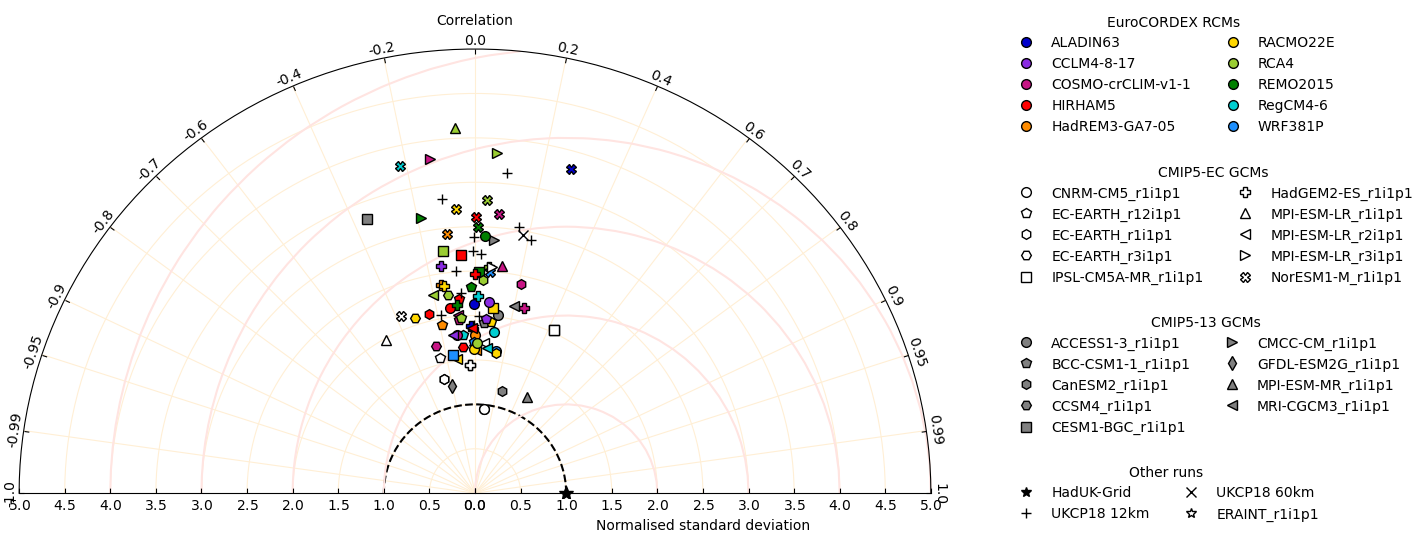 Correlation
0.0
-0.2
0.2
-0.4
0.4
-0.6
0.6
-0.7
0.7
-0.8
0.8
-0.9
0.9
-0.95
0.95
-0.99
0.99
-1.0
1.0
5.0 4.5 4.0 3.5 3.0 2.5 2.0 1.5 1.0 0.5 0.0 0.5 1.0 1.5 2.0 2.5 3.0 3.5 4.0 4.5 5.0
Normalised standard deviation
EuroCORDEX RCMs
ALADIN63 RACMO22E
CCLM4-8-17 RCA4
COSMO-crCLIM-v1-1 REMO2015
HIRHAM5 RegCM4-6
HadREM3-GA7-05 WRF381P
CMIP5-EC GCMs
CNRM-CM5_r1i1p1 HadGEM2-ES_r1i1p1
EC-EARTH_r12i1p1 MPI-ESM-LR_r1i1p1
EC-EARTH_r1i1p1 MPI-ESM-LR_r2i1p1
EC-EARTH_r3i1p1 MPI-ESM-LR_r3i1p1
IPSL-CM5A-MR_r1i1p1 NorESM1-M_r1i1p1
CMIP5-13 GCMs
ACCESS1-3_r1i1p1 CMCC-CM_r1i1p1
BCC-CSM1-1_r1i1p1 GFDL-ESM2G_r1i1p1
CanESM2_r1i1p1 MPI-ESM-MR_r1i1p1
CCSM4_r1i1p1 MRI-CGCM3_r1i1p1
CESM1-BGC_r1i1p1
Other runs
HadUK-Grid UKCP18 60km
UKCP18 12km ERAINT_r1i1p1